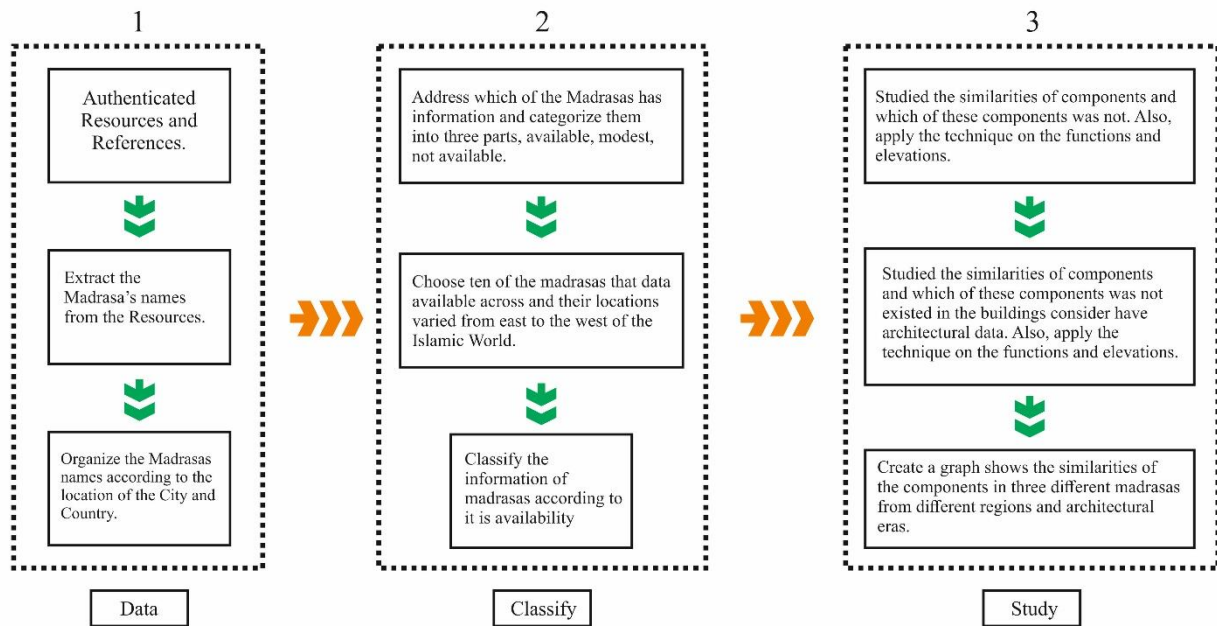 1
Authenticated
Resources and
References.
Extract the
Madrasa’s names
from the Resources.
Organize the Madrasas
names according to the
location of the City and
Country.
Data
2
Address which of the Madrasas has
information and categorize them
into three parts, available, modest,
not available.
Choose ten of the madrasas that data
available across and their locations
varied from east to the west of the
Islamic World.
Classify the
information of
madrasas according to
it is availability
Classify
3
Studied the similarities of components and
which of these components was not. Also,
apply the technique on the functions and
elevations.
Studied the similarities of components
and which of these components was not
existed in the buildings consider have
architectural data. Also, apply the
technique on the functions and elevations.
Create a graph shows the similarities of
the components in three different madrasas
from different regions and architectural
eras.
Study